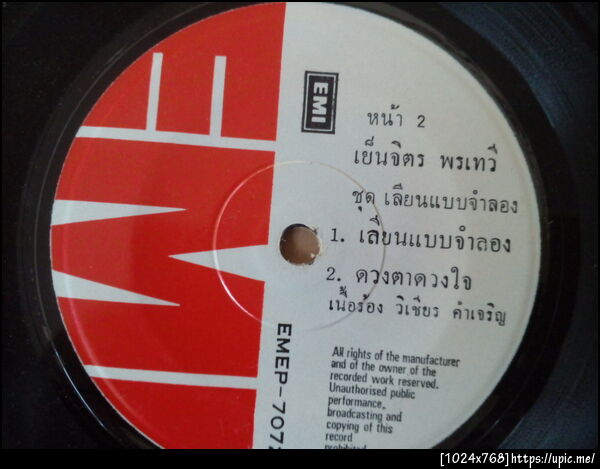 EMI
EMI
หน้า 2
เย็นจิตร พรเทวี
ชุด เลียนแบบจำลอง
1. เลียนแบบจำลอง
2. ดวงตาดวงใจ
เนื้อร้อง วิเชียร คำเจริญ
All rights of the manufacturer
and of the owner of the
recorded work reserved.
Unauthorised public
performance,
broadcasting and
copying of this
record
prohibited
EMEP-707
[1024x768]https://upic.me/